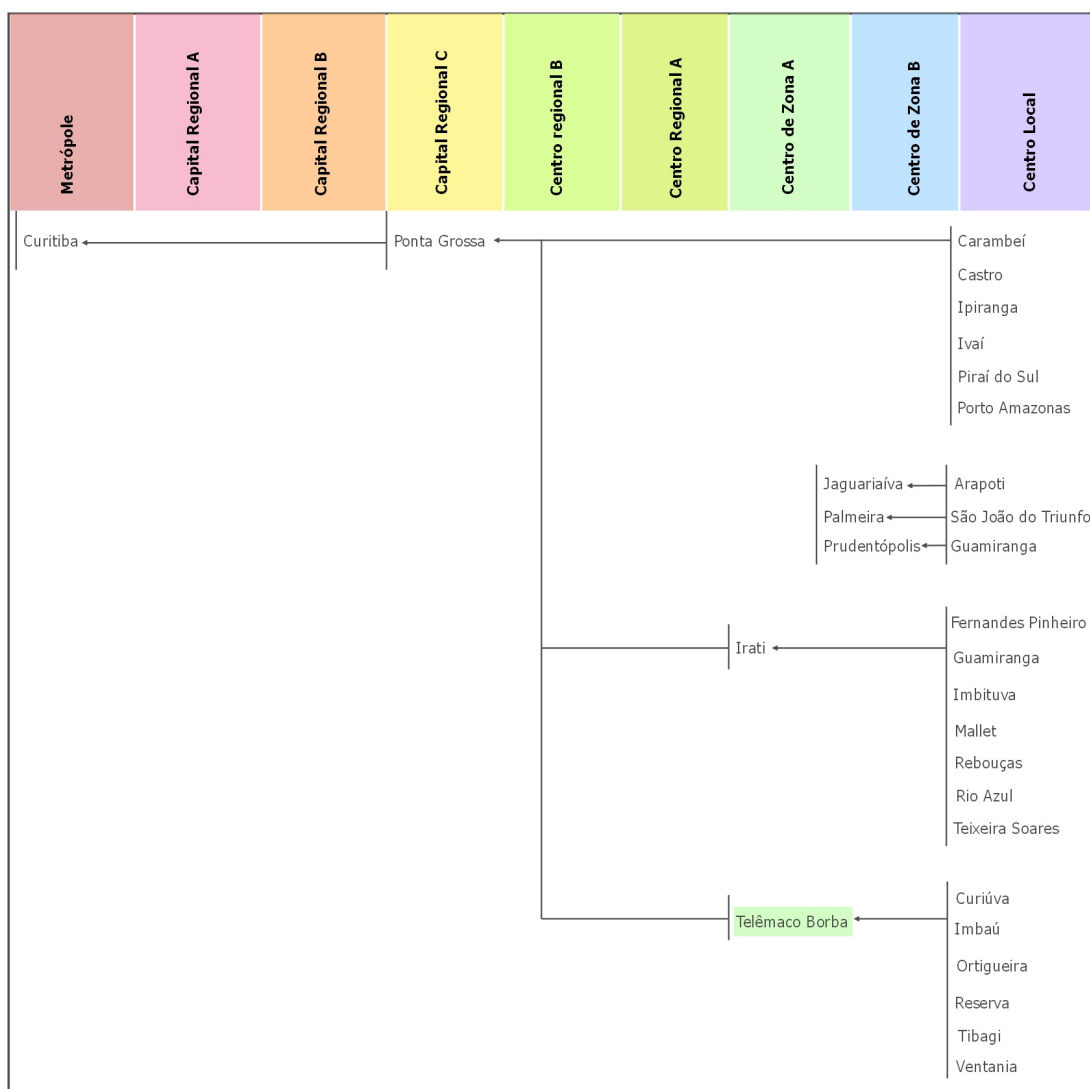 Metrópole
Capital Regional A
Capital Regional B
Capital Regional C
Centro regional B
Centro Regional A
Centro de Zona A
Centro de Zona B
Centro Local
Curitiba
Ponta Grossa
Carambeí
Castro
Ipiranga
Ivaí
Piraí do Sul
Porto Amazonas
Jaguariaíva
Arapoti
Palmeira
São João do Triunfo
Prudentópolis
Guamiranga
Irati
Fernandes Pinheiro
Guamiranga
Imbituva
Mallet
Rebouças
Rio Azul
Teixeira Soares
Telêmaco Borba
Curiúva
Imbaú
Ortigueira
Reserva
Tibagi
Ventania